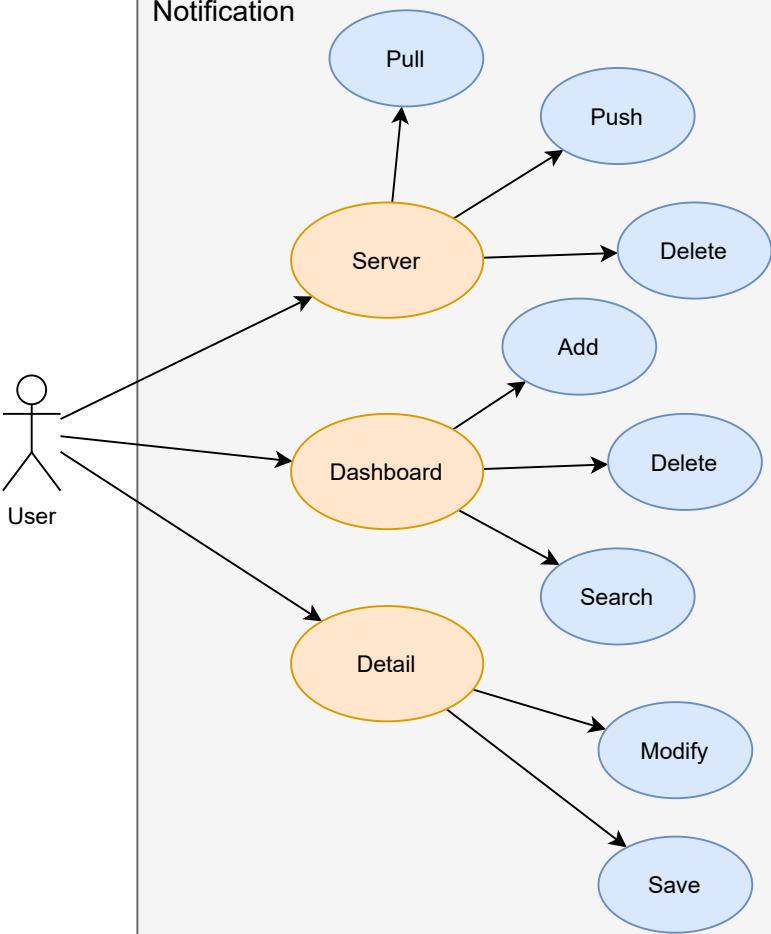 Notification
Pull
Push
Server
Delete
Add
Dashboard
Delete
User
Search
Detail
Modify
Save